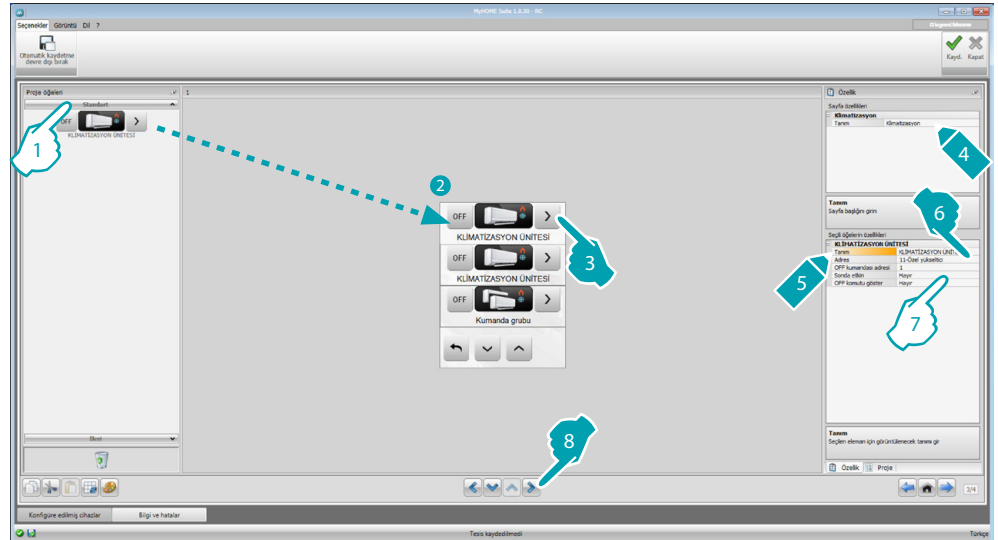 MyHOME Suite 1.0.30 - RC
Seçenekler Görüntü Dil ?
Otomatik kaydetme
devre dışı bırak
Kayd. Kapat
Proje öğeleri
Standart
OFF
KLİMATİZASYON ÜNİTESİ
1
1
2
OFF
KLİMATİZASYON ÜNİTESİ
3
OFF
KLİMATİZASYON ÜNİTESİ
OFF
Kumanda grubu
8
Özellik
Sayfa özellikleri
Klimatizasyon
Tanım Klimatizasyon
4
Tanım
Sayfa başlığını girin
6
Seçili öğelerin özellikleri
KLİMATİZASYON ÜNİTESİ
Tanım KLİMATİZASYON ÜNİT
Adres 11-Özel yükseltici
OFF kumandası adresi 1
Sonda etkin Hayır
OFF komutu göster Hayır
5
7
Tanım
Seçilen eleman için görüntülenecek tanımı gir
Özellik Proje
2/4
Konfigüre edilmiş cihazlar Bilgi ve hatalar
Tesis kaydedilmedi
Türkçe